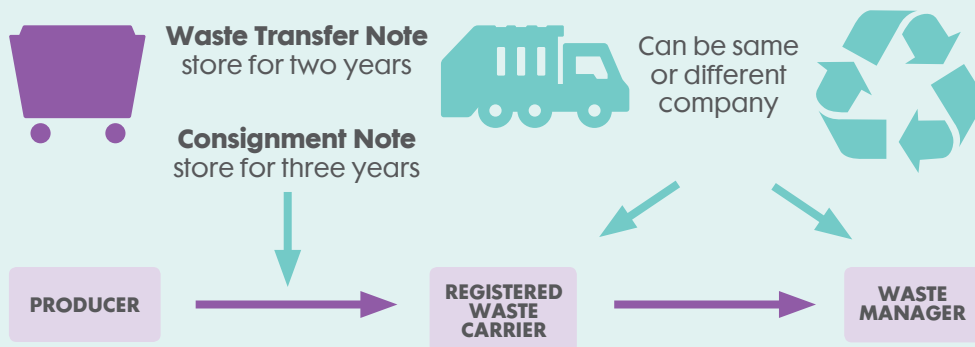 Waste Transfer Note
store for two years
Consignment Note
store for three years
Can be same
or different
company
PRODUCER
REGISTERED
WASTE
CARRIER
WASTE
MANAGER